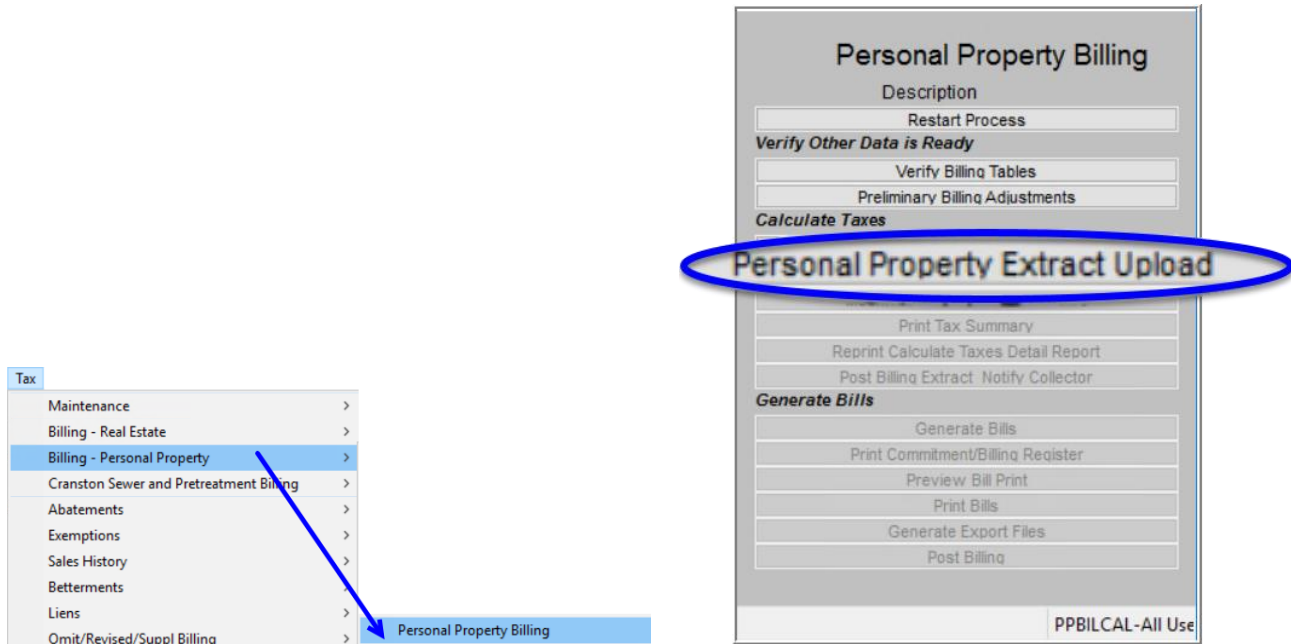 Tax
Maintenance
Billing - Real Estate
Billing - Personal Property
Cranston Sewer and Pretreatment Billing
Abatements
Exemptions
Sales History
Betterments
Liens
Omit/Revised/Suppl Billing
Personal Property Billing
Personal Property Billing
Description
Restart Process
Verify Other Data is Ready
Verify Billing Tables
Preliminary Billing Adjustments
Calculate Taxes
Personal Property Extract Upload
Print Tax Summary
Reprint Calculate Taxes Detail Report
Post Billing Extract Notify Collector
Generate Bills
Generate Bills
Print Commitment/Billing Register
Preview Bill Print
Print Bills
Generate Export Files
Post Billing
PPBILCAL-All Use